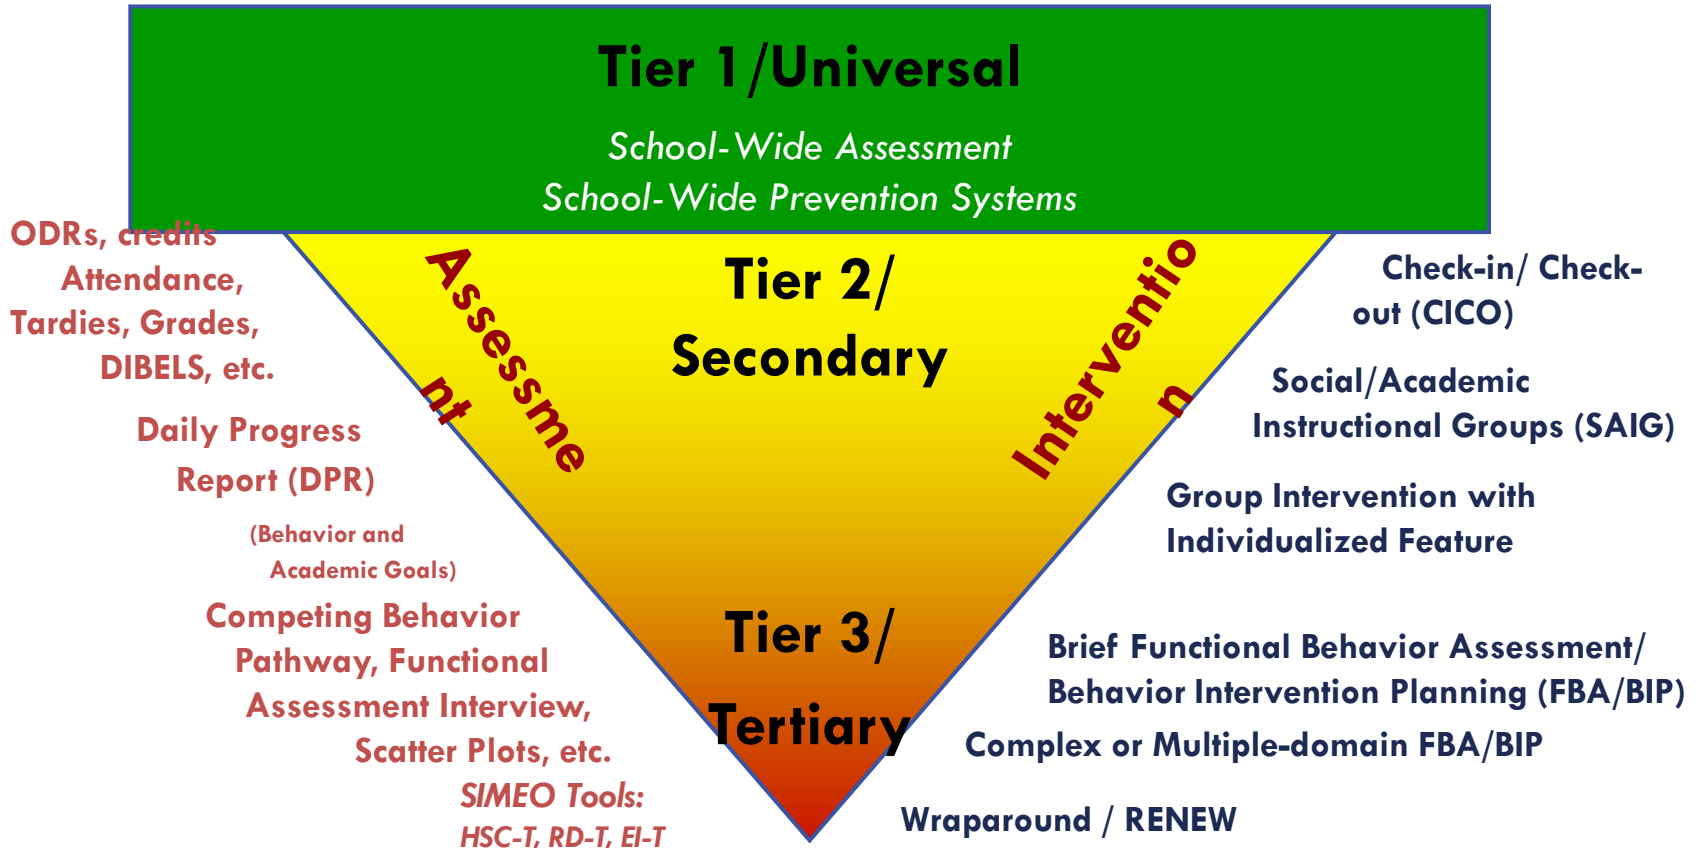 Tier 1/Universal
School-Wide Assessment
School-Wide Prevention Systems
ODRs, credits
Attendance,
Tardies, Grades,
DIBELS, etc.
Daily Progress
Report (DPR)
(Behavior and
Academic Goals)
Competing Behavior
Pathway, Functional
Assessment Interview,
Scatter Plots, etc.
SIMEO Tools:
HSC-T, RD-T, EI-T
Assessme
nt
Tier 2/
Secondary
Tier 3/
Tertiary
Interventio
n
Check-in/ Check-
out (CICO)
Social/Academic
Instructional Groups (SAIG)
Group Intervention with
Individualized Feature
Brief Functional Behavior Assessment/
Behavior Intervention Planning (FBA/BIP)
Complex or Multiple-domain FBA/BIP
Wraparound / RENEW